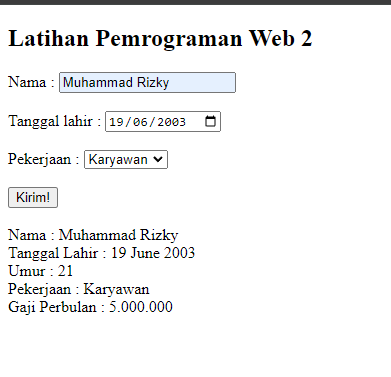 Latihan Pemrograman Web 2
Nama : Muhammad Rizky
Tanggal lahir : 19/06/2003
Pekerjaan : Karyawan
Kirim!
Nama : Muhammad Rizky
Tanggal Lahir : 19 June 2003
Umur : 21
Pekerjaan : Karyawan
Gaji Perbulan : 5.000.000